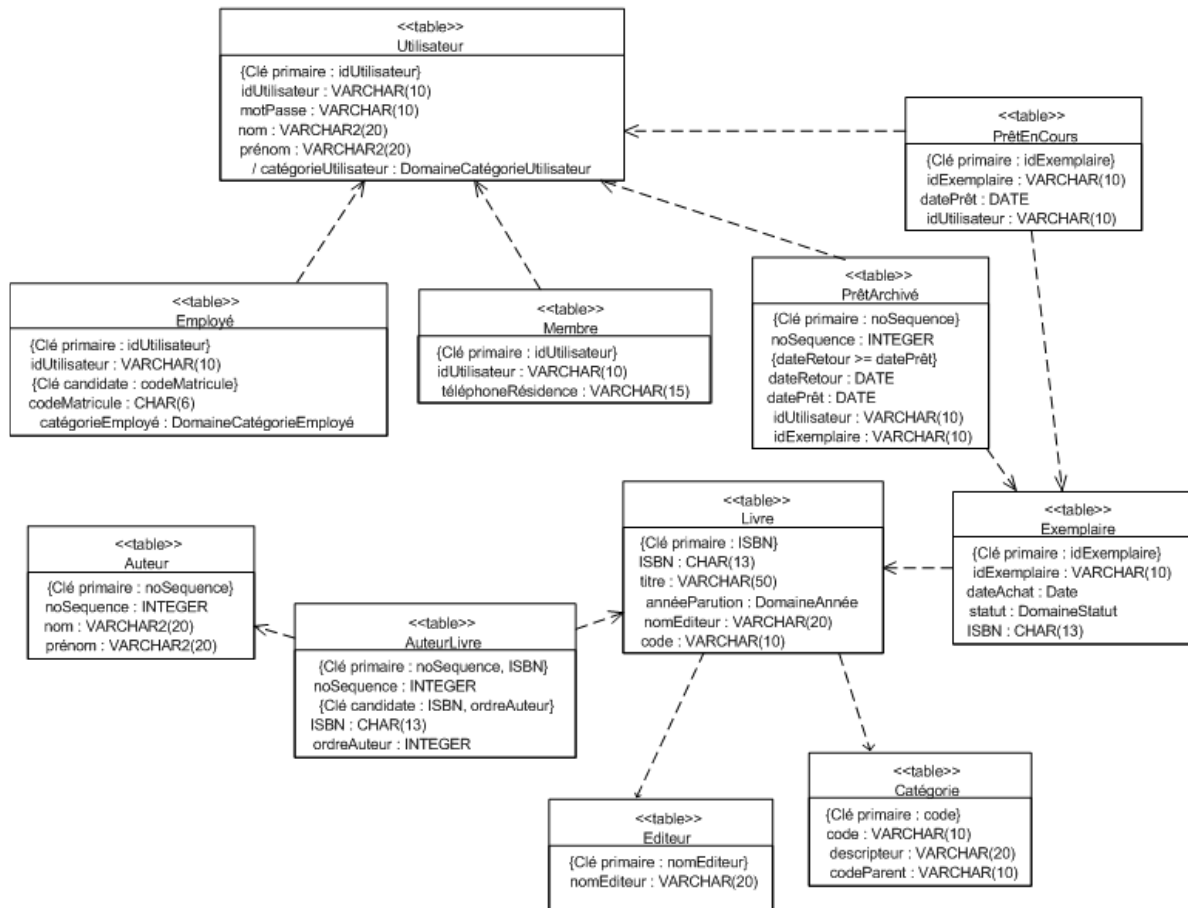 <<table>>
Utilisateur
{Clé primaire : idUtilisateur}
idUtilisateur : VARCHAR(10)
motPasse : VARCHAR(10)
nom : VARCHAR2(20)
prénom : VARCHAR2(20)
/ catégorieUtilisateur : DomaineCatégorieUtilisateur
<<table>>
PrêtEnCours
{Clé primaire : idExemplaire}
idExemplaire : VARCHAR(10)
datePrêt : DATE
idUtilisateur : VARCHAR(10)
<<table>>
Employé
{Clé primaire : idUtilisateur}
idUtilisateur : VARCHAR(10)
{Clé candidate : codeMatricule}
codeMatricule : CHAR(6)
catégorieEmployé : DomaineCatégorieEmployé
<<table>>
Membre
{Clé primaire : idUtilisateur}
idUtilisateur : VARCHAR(10)
téléphoneRésidence : VARCHAR(15)
<<table>>
PrêtArchivé
{Clé primaire : noSequence}
noSequence : INTEGER
{dateRetour >= datePrêt}
dateRetour : DATE
datePrêt : DATE
idUtilisateur : VARCHAR(10)
idExemplaire : VARCHAR(10)
<<table>>
Auteur
{Clé primaire : noSequence}
noSequence : INTEGER
nom : VARCHAR2(20)
prénom : VARCHAR2(20)
<<table>>
AuteurLivre
{Clé primaire : noSequence, ISBN}
noSequence : INTEGER
{Clé candidate : ISBN, ordreAuteur}
ISBN : CHAR(13)
ordreAuteur : INTEGER
<<table>>
Livre
{Clé primaire : ISBN}
ISBN : CHAR(13)
titre : VARCHAR(50)
annéeParution : DomaineAnnée
nomEditeur : VARCHAR(20)
code : VARCHAR(10)
<<table>>
Exemplaire
{Clé primaire : idExemplaire}
idExemplaire : VARCHAR(10)
dateAchat : Date
statut : DomaineStatut
ISBN : CHAR(13)
<<table>>
Editeur
{Clé primaire : nomEditeur}
nomEditeur : VARCHAR(20)
<<table>>
Catégorie
{Clé primaire : code}
code : VARCHAR(10)
descripteur : VARCHAR(20)
codeParent : VARCHAR(10)